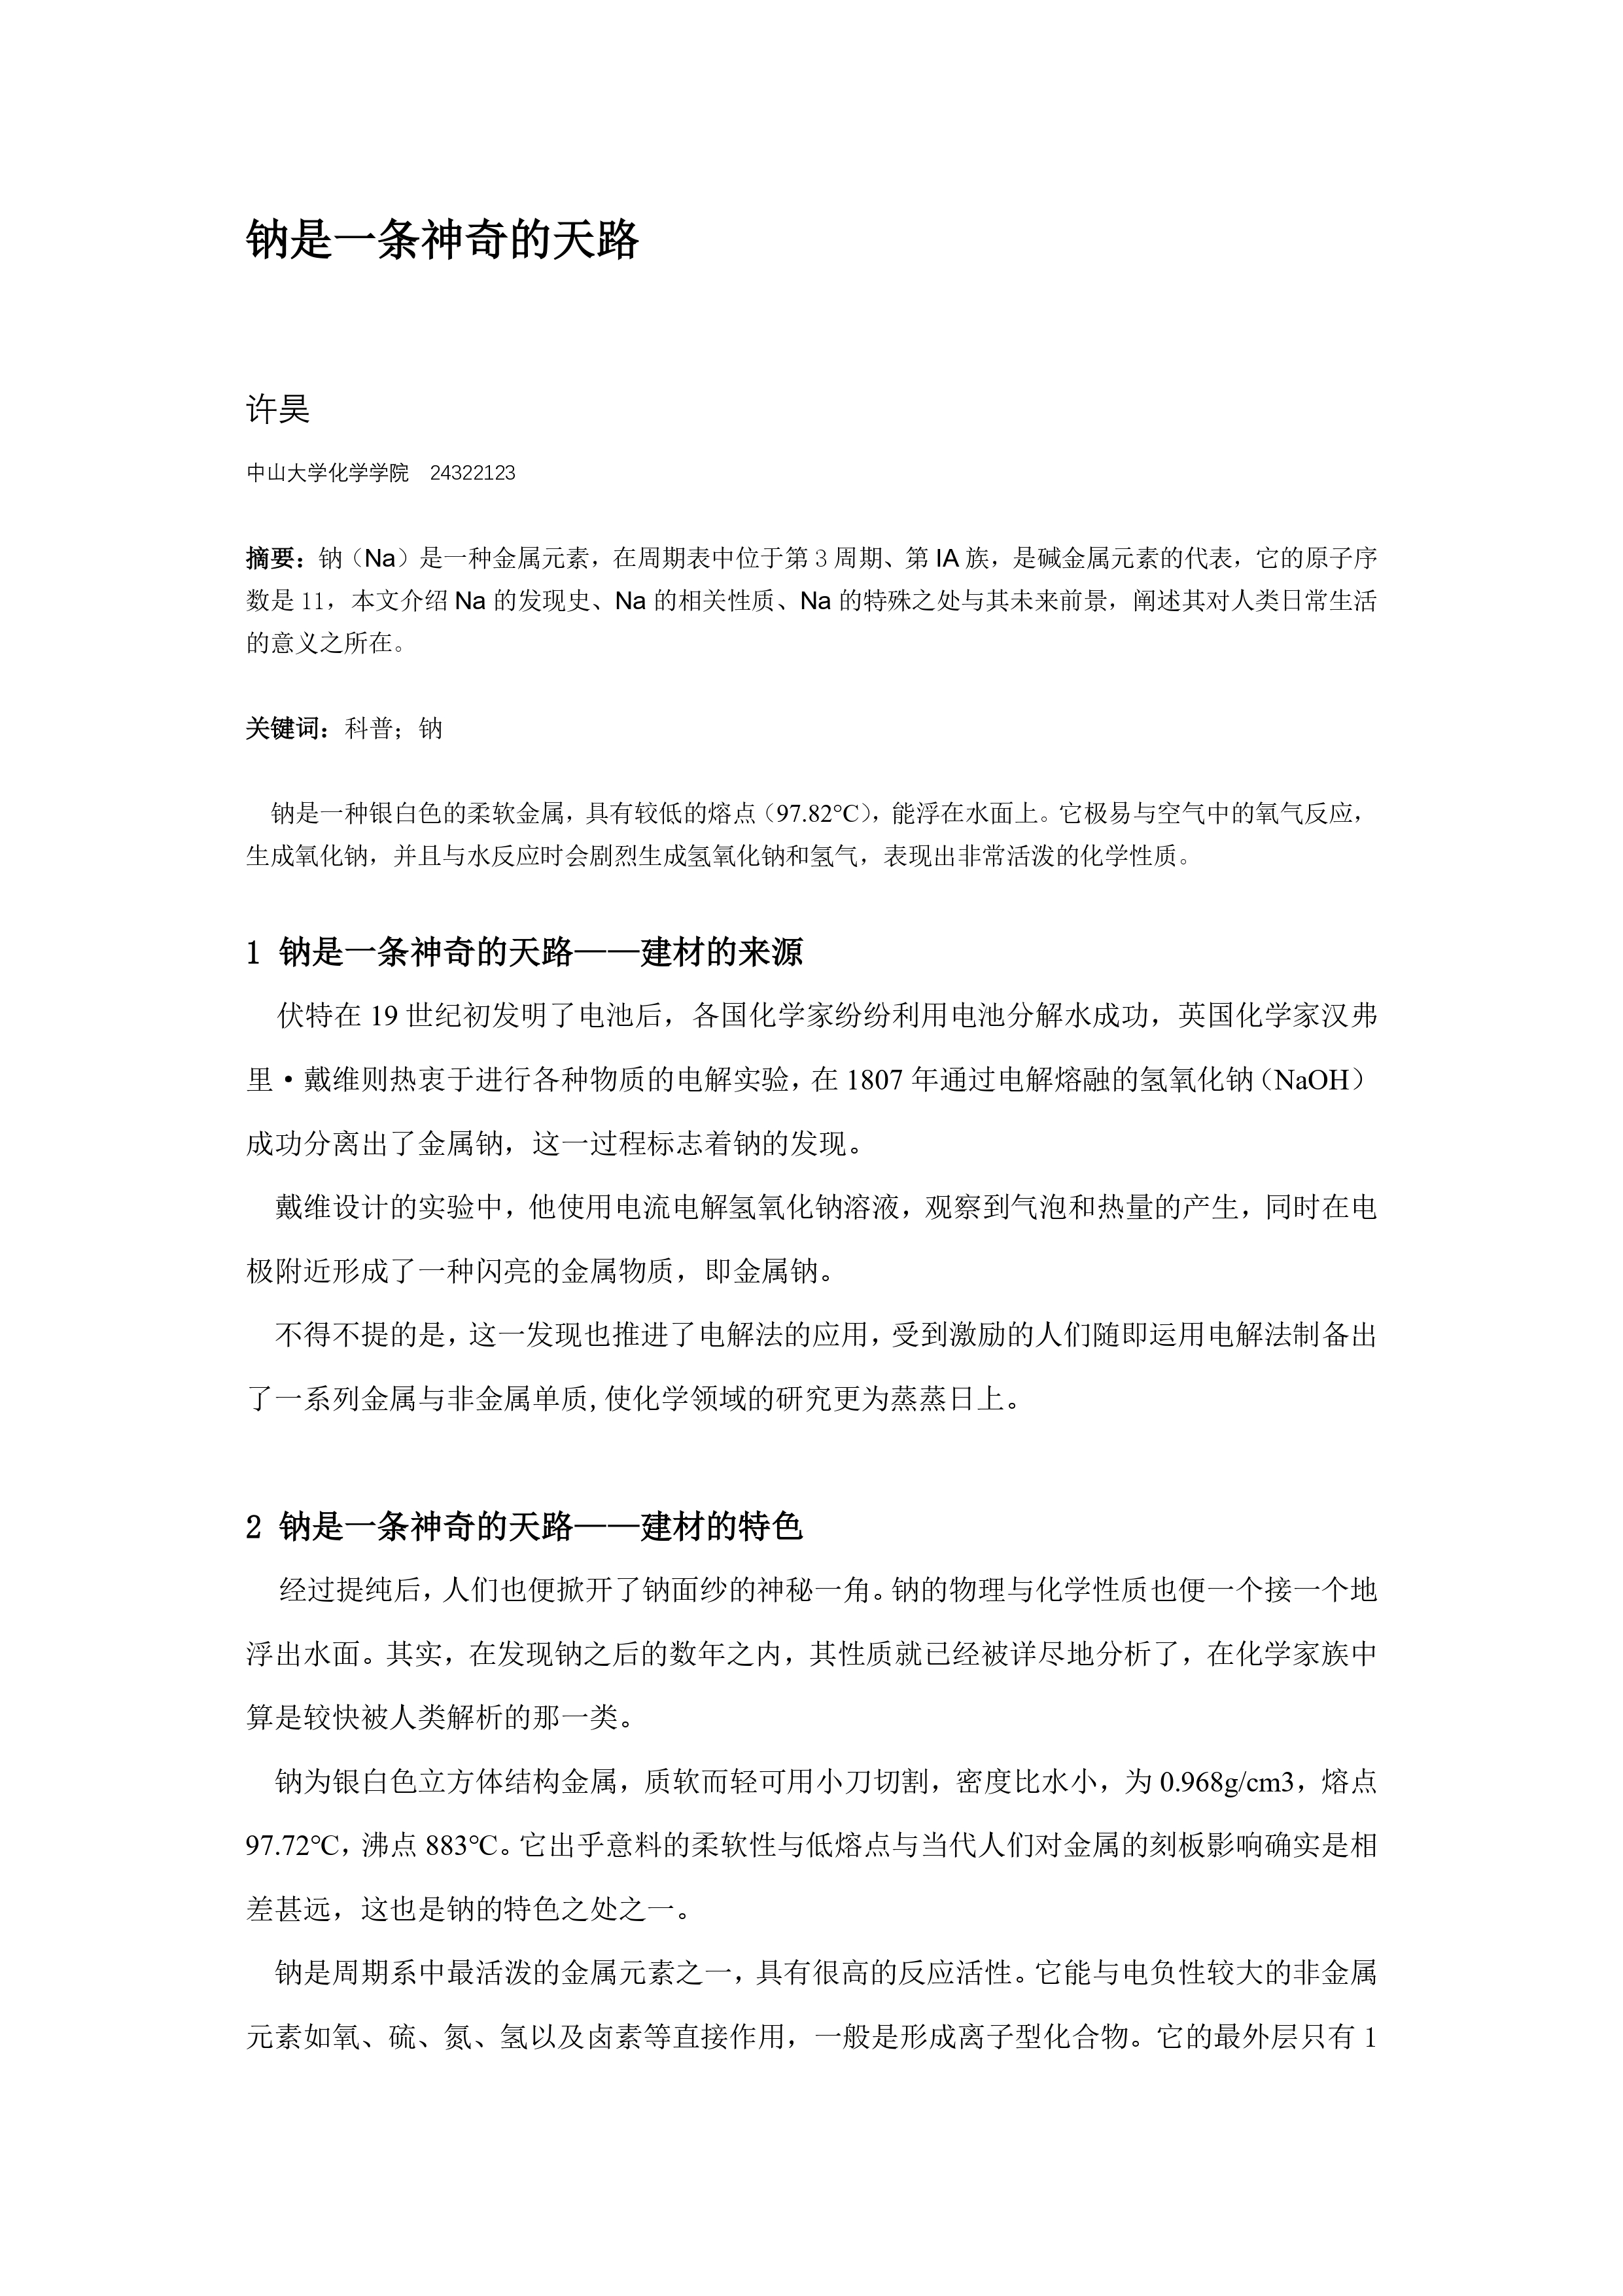 钠是一条神奇的天路
许昊
中山大学化学学院 24322123
摘要：钠（Na）是一种金属元素，在周期表中位于第 3 周期、第 IA 族，是碱金属元素的代表，它的原子序
数是 11，本文介绍 Na 的发现史、Na 的相关性质、Na 的特殊之处与其未来前景，阐述其对人类日常生活
的意义之所在。
关键词：科普；钠
钠是一种银白色的柔软金属，具有较低的熔点（97.82°C），能浮在水面上。它极易与空气中的氧气反应，
生成氧化钠，并且与水反应时会剧烈生成氢氧化钠和氢气，表现出非常活泼的化学性质。
1 钠是一条神奇的天路——建材的来源
伏特在 19 世纪初发明了电池后，各国化学家纷纷利用电池分解水成功，英国化学家汉弗
里·戴维则热衷于进行各种物质的电解实验，在 1807 年通过电解熔融的氢氧化钠（NaOH）
成功分离出了金属钠，这一过程标志着钠的发现。
戴维设计的实验中，他使用电流电解氢氧化钠溶液，观察到气泡和热量的产生，同时在电
极附近形成了一种闪亮的金属物质，即金属钠。
不得不提的是，这一发现也推进了电解法的应用，受到激励的人们随即运用电解法制备出
了一系列金属与非金属单质,使化学领域的研究更为蒸蒸日上。
2 钠是一条神奇的天路——建材的特色
经过提纯后，人们也便掀开了钠面纱的神秘一角。钠的物理与化学性质也便一个接一个地
浮出水面。其实，在发现钠之后的数年之内，其性质就已经被详尽地分析了，在化学家族中
算是较快被人类解析的那一类。
钠为银白色立方体结构金属，质软而轻可用小刀切割，密度比水小，为 0.968g/cm3，熔点
97.72℃，沸点 883℃。它出乎意料的柔软性与低熔点与当代人们对金属的刻板影响确实是相
差甚远，这也是钠的特色之处之一。
钠是周期系中最活泼的金属元素之一，具有很高的反应活性。它能与电负性较大的非金属
元素如氧、硫、氮、氢以及卤素等直接作用，一般是形成离子型化合物。它的最外层只有 1